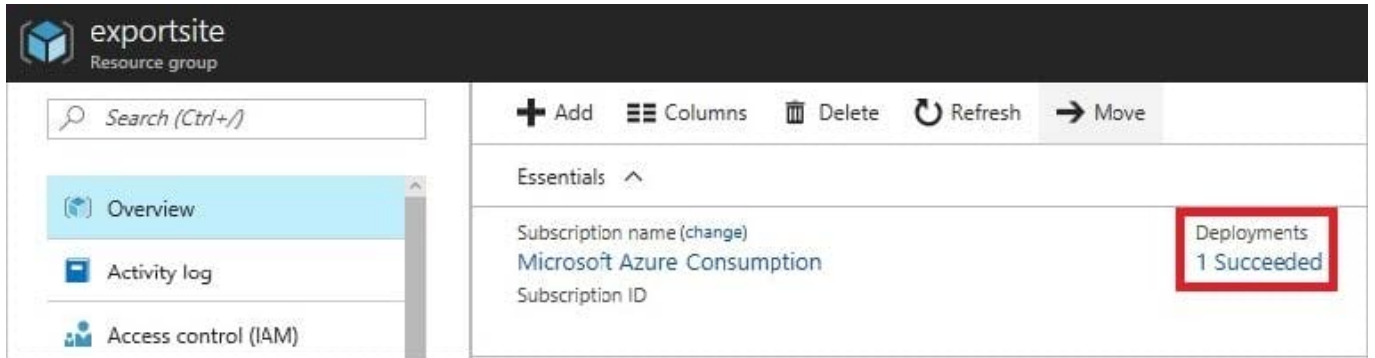 exportsite
Resource group
Search (Ctrl+/)
Overview
Activity log
Access control (IAM)
Add Columns Delete Refresh Move
Essentials
Subscription name (change)
Microsoft Azure Consumption
Subscription ID
Deployments
1 Succeeded